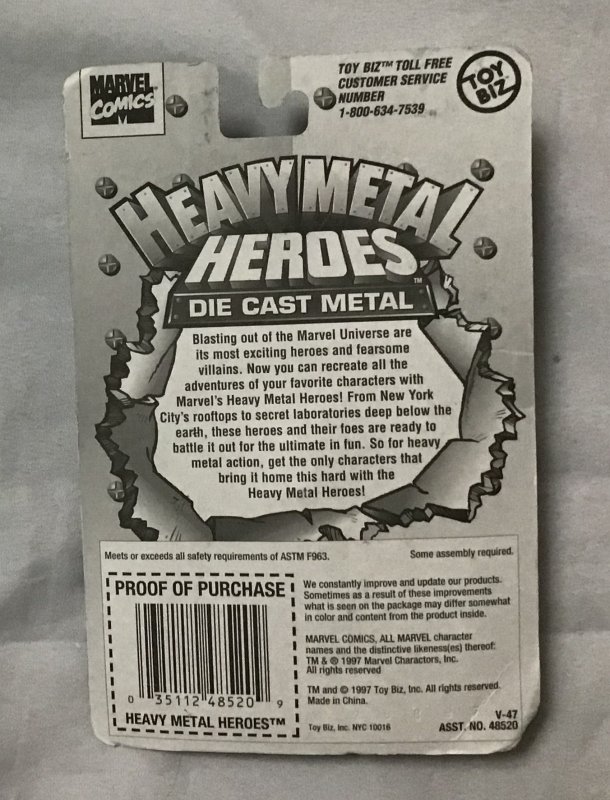 MARVEL
COMICS
TOY BIZ™ TOLL FREE
CUSTOMER SERVICE
NUMBER
1-800-634-7539
TOY
BIZ
HEAVY METAL
HEROES™
DIE CAST METAL
Blasting out of the Marvel Universe are
its most exciting heroes and fearsome
villains. Now you can recreate all the
adventures of your favorite characters with
Marvel's Heavy Metal Heroes! From New York
City's rooftops to secret laboratories deep below the
earth, these heroes and their foes are ready to
battle it out for the ultimate in fun. So for heavy
metal action, get the only characters that
bring it home this hard with the
Heavy Metal Heroes!
Meets or exceeds all safety requirements of ASTM F963.
Some assembly required.
PROOF OF PURCHASE
0 35112 48520 9
HEAVY METAL HEROES™
We constantly improve and update our products.
Sometimes as a result of these improvements
what is seen on the package may differ somewhat
in color and content from the product inside.
MARVEL COMICS, ALL MARVEL character
names and the distinctive likeness(es) thereof:
TM & ® 1997 Marvel Charactors, Inc.
All rights reserved
TM and © 1997 Toy Biz, Inc. All rights reserved.
Made in China.
Toy Biz, Inc. NYC 10016
V-47
ASST. NO. 48520